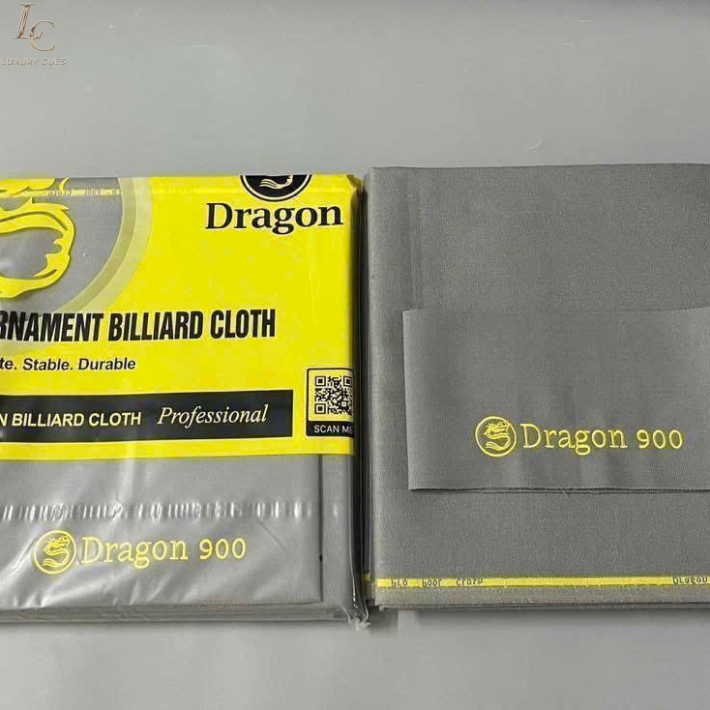 LC
LUXURY CUES
Dragon
RNAMENT BILLIARD CLOTH
te. Stable. Durable
N BILLIARD CLOTH Professional
SCAN ME
Dragon 900
Dragon 900